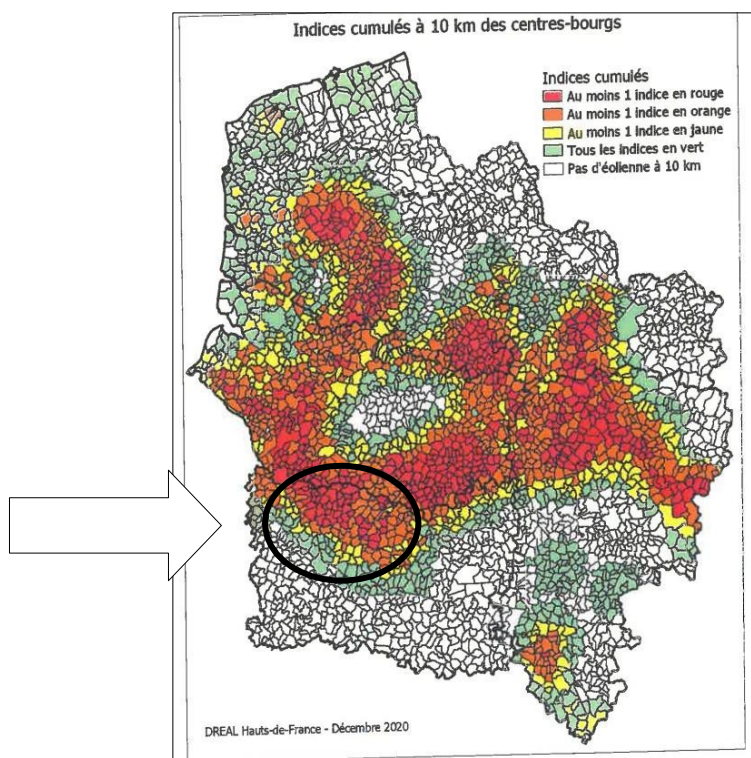 Indices cumulés à 10 km des centres-bourgs
Indices cumulés
Au moins 1 indice en rouge
Au moins 1 indice en orange
Au moins 1 indice en jaune
Tous les indices en vert
Pas d'éolienne à 10 km
DREAL Hauts-de-France - Décembre 2020